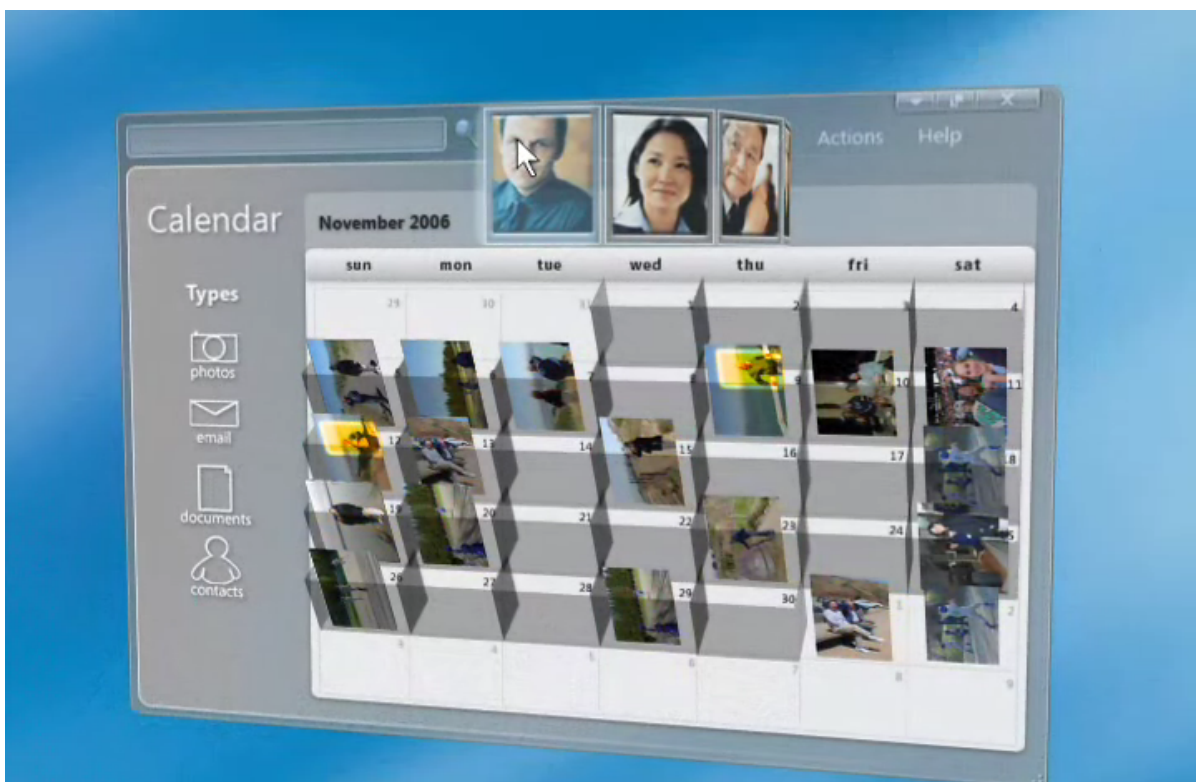 Actions Help
Calendar
November 2006
sun mon tue wed thu fri sat
Types
photos
email
documents
contacts
29 30 31 1 2 3 4
8 9 10 11
12 13 14 15 16 17
19 20 21 22 23 24
26 27 28 29 30 1 2
3 4 5 6 7 8 9